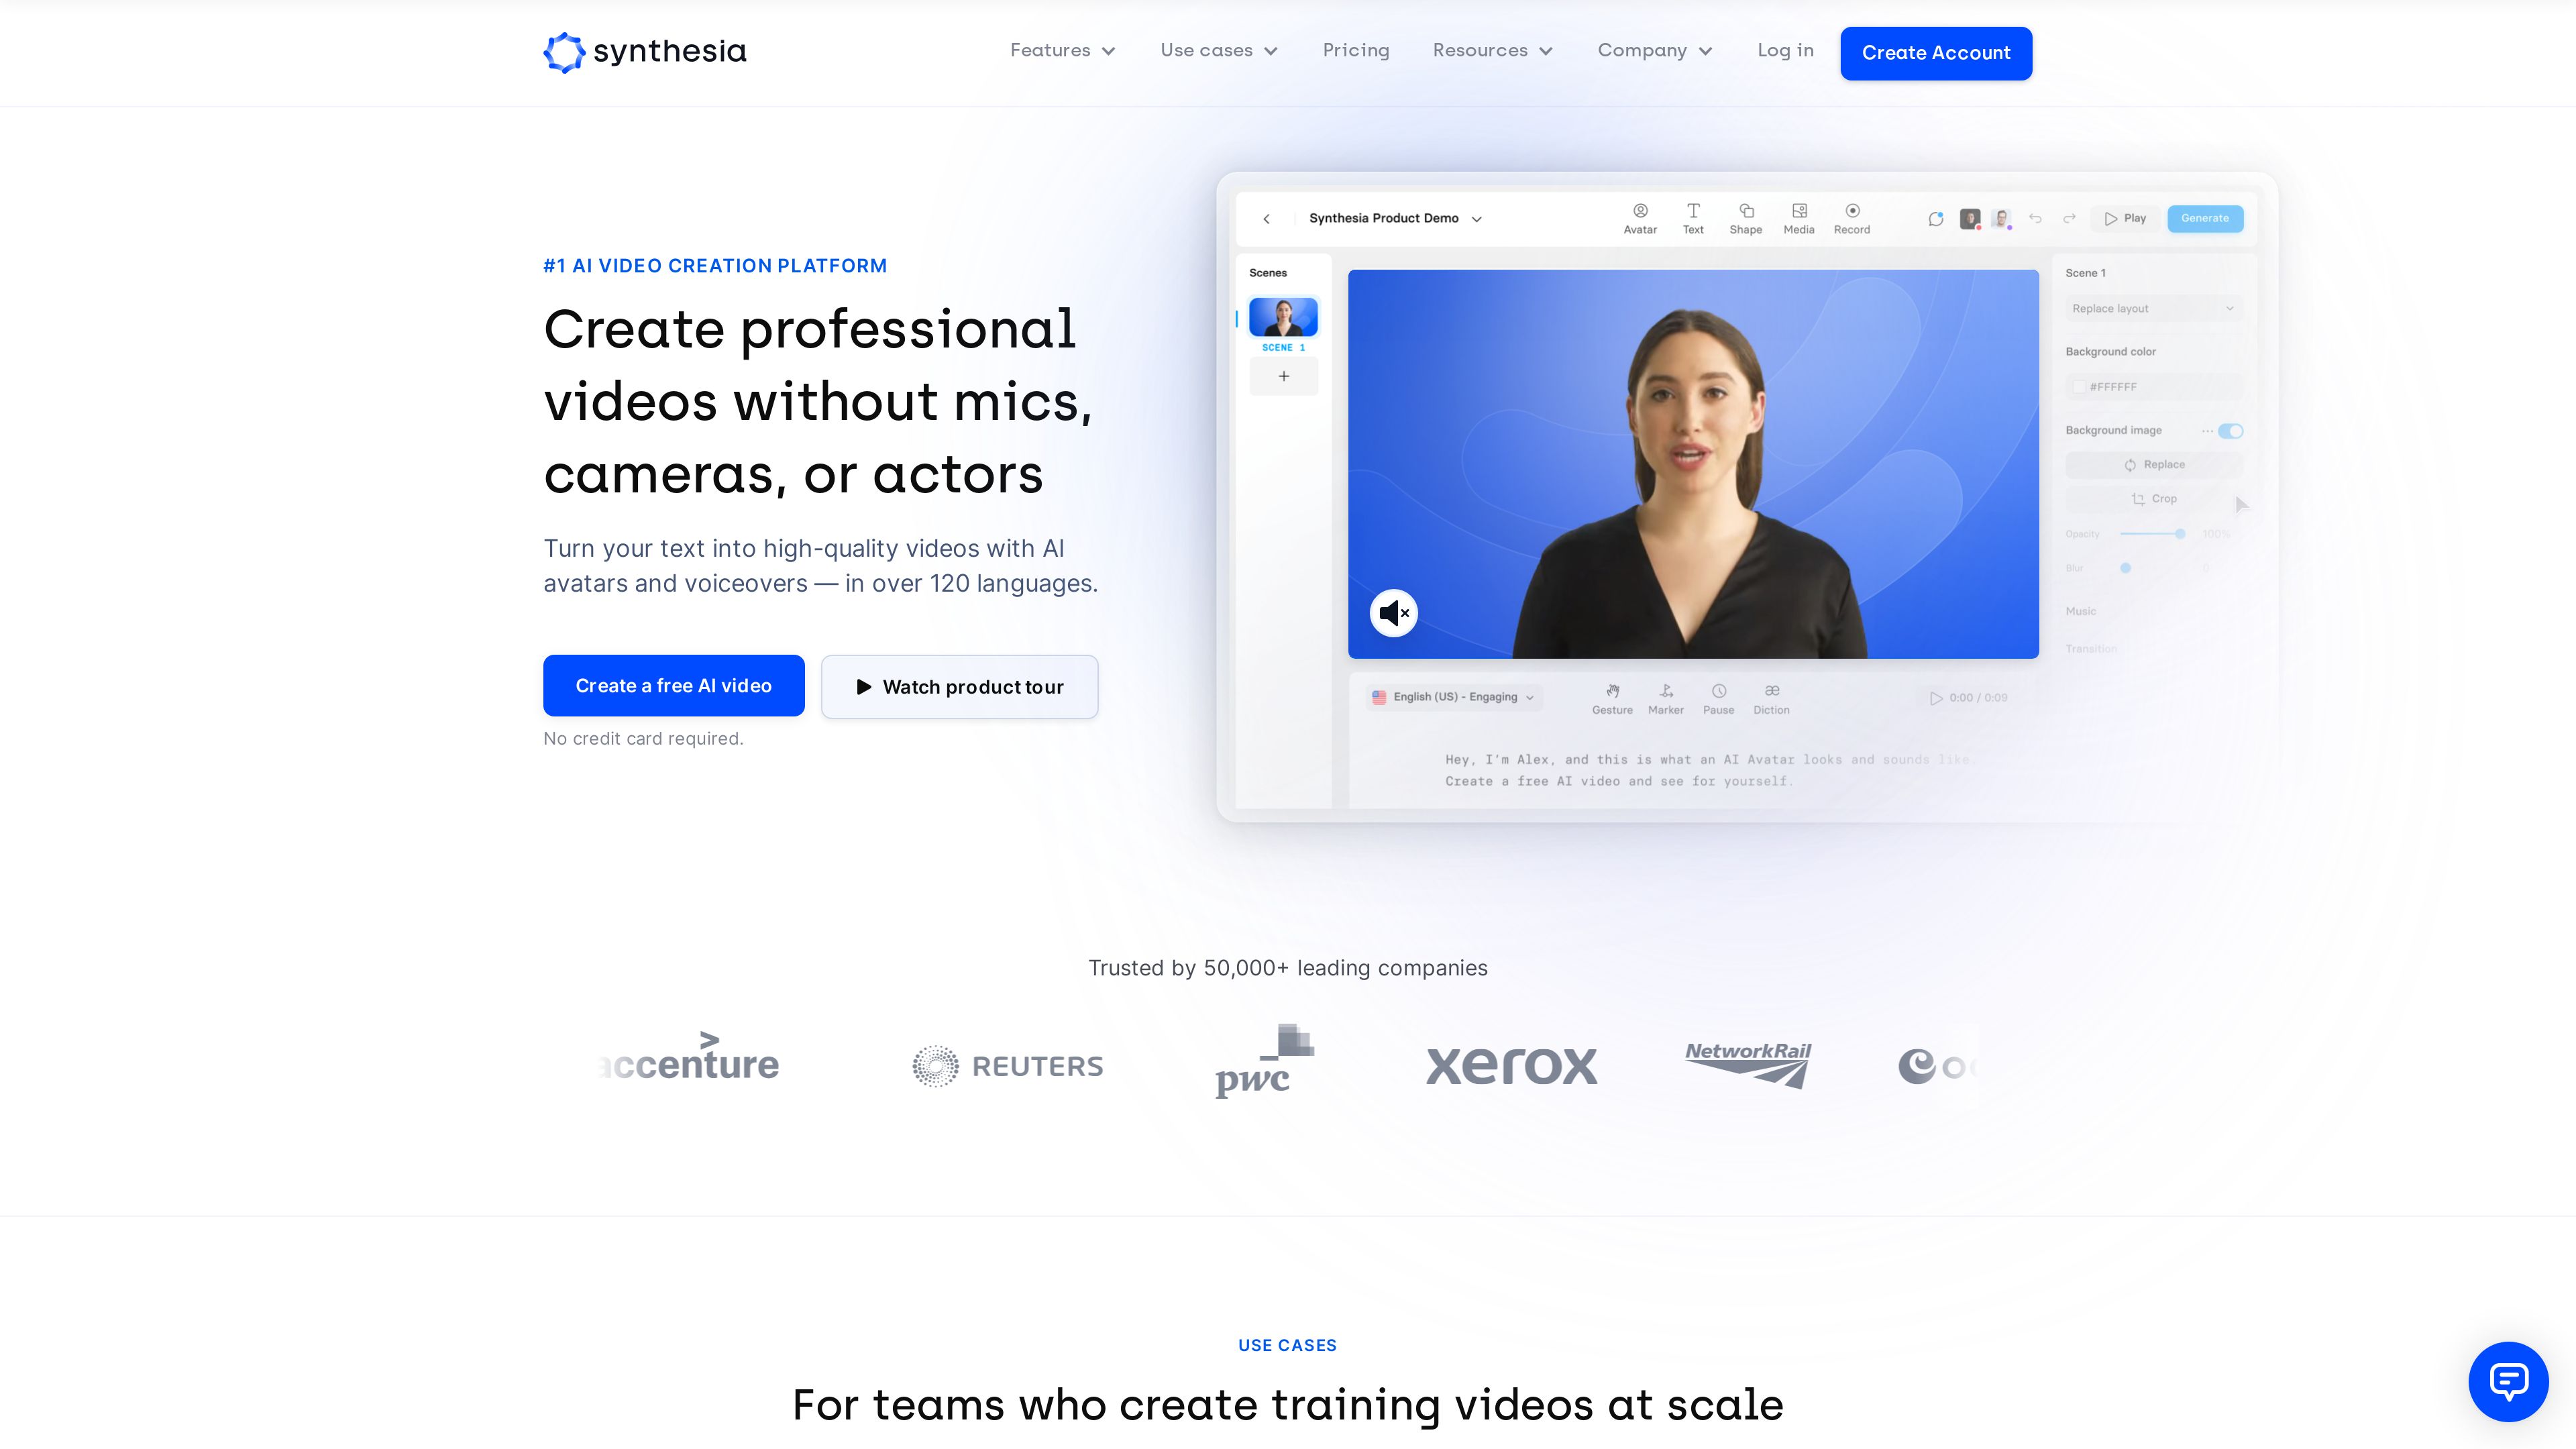 synthesia
Features
Use cases
Pricing
Resources
Company
Log in
Create Account
#1 AI VIDEO CREATION PLATFORM
Create professional
videos without mics,
cameras, or actors
Turn your text into high-quality videos with AI
avatars and voiceovers — in over 120 languages.
Create a free AI video
Watch product tour
No credit card required.
Synthesia Product Demo
Avatar
Text
Shape
Media
Record
Play
Generate
Scenes
SCENE 1
Scene 1
Replace layout
Background color
#FFFFFF
Background image
Replace
Crop
Opacity
100%
Blur
0
Music
Transition
English (US) - Engaging
Gesture
Marker
Pause
æ
Diction
0:00 / 0:09
Hey, I’m Alex, and this is what an AI Avatar looks and sounds like.
Create a free AI video and see for yourself.
Trusted by 50,000+ leading companies
accenture
REUTERS
pwc
xerox
NetworkRail
USE CASES
For teams who create training videos at scale